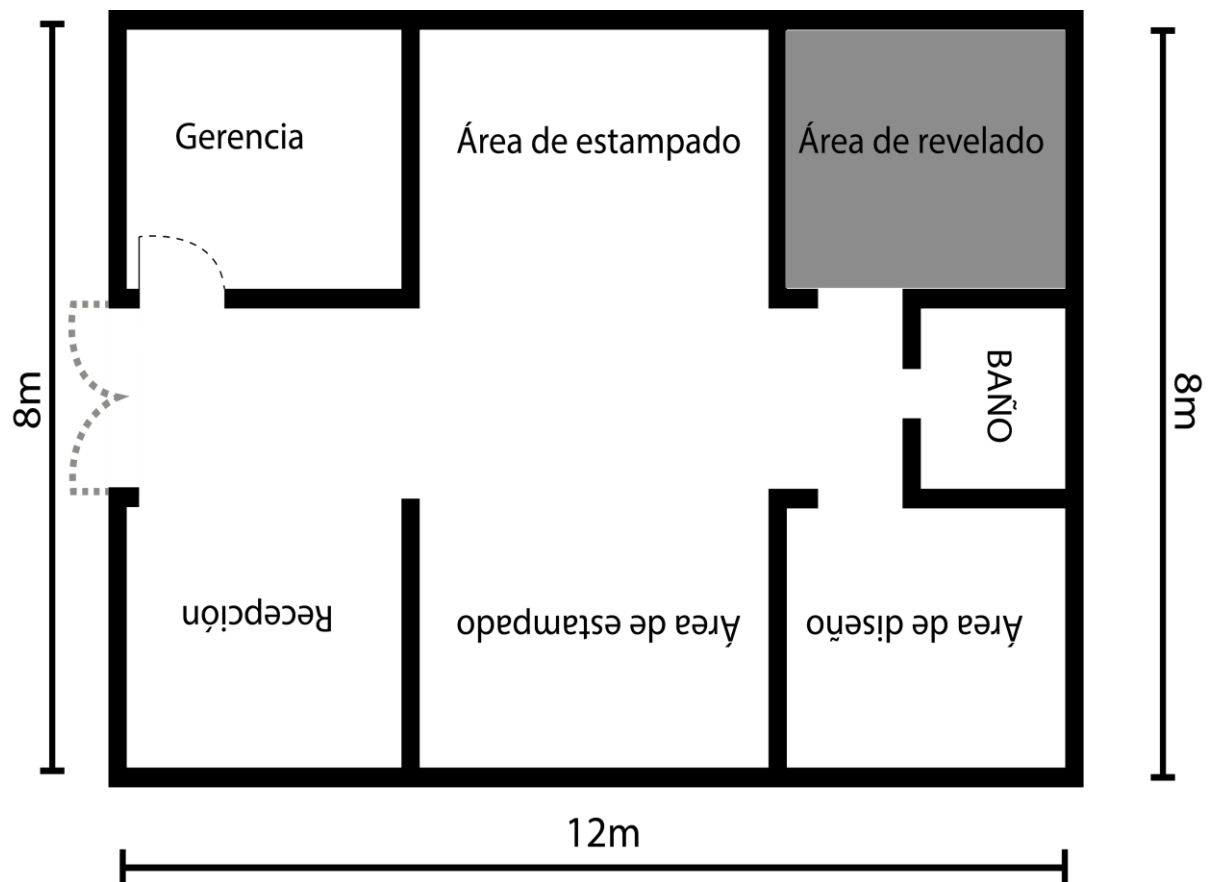 Gerencia
Área de estampado
Área de revelado
8m
BAÑO
8m
Recepción
Área de estampado
Área de diseño
12m